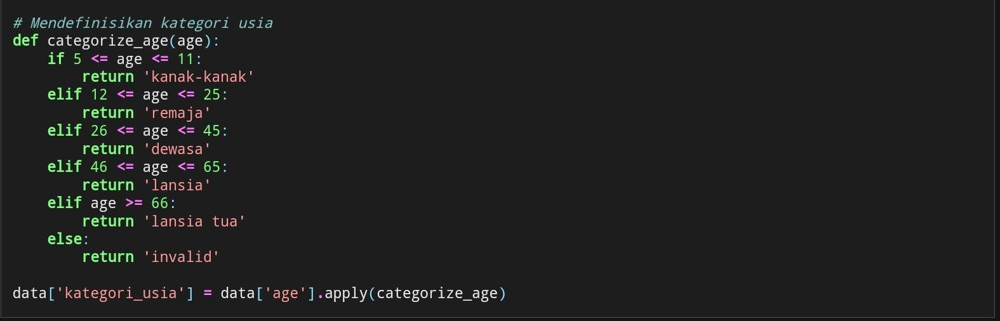 # Mendefinisikan kategori usia
def categorize_age(age):
    if 5 <= age <= 11:
        return 'kanak-kanak'
    elif 12 <= age <= 25:
        return 'remaja'
    elif 26 <= age <= 45:
        return 'dewasa'
    elif 46 <= age <= 65:
        return 'lansia'
    elif age >= 66:
        return 'lansia tua'
    else:
        return 'invalid'

data['kategori_usia'] = data['age'].apply(categorize_age)